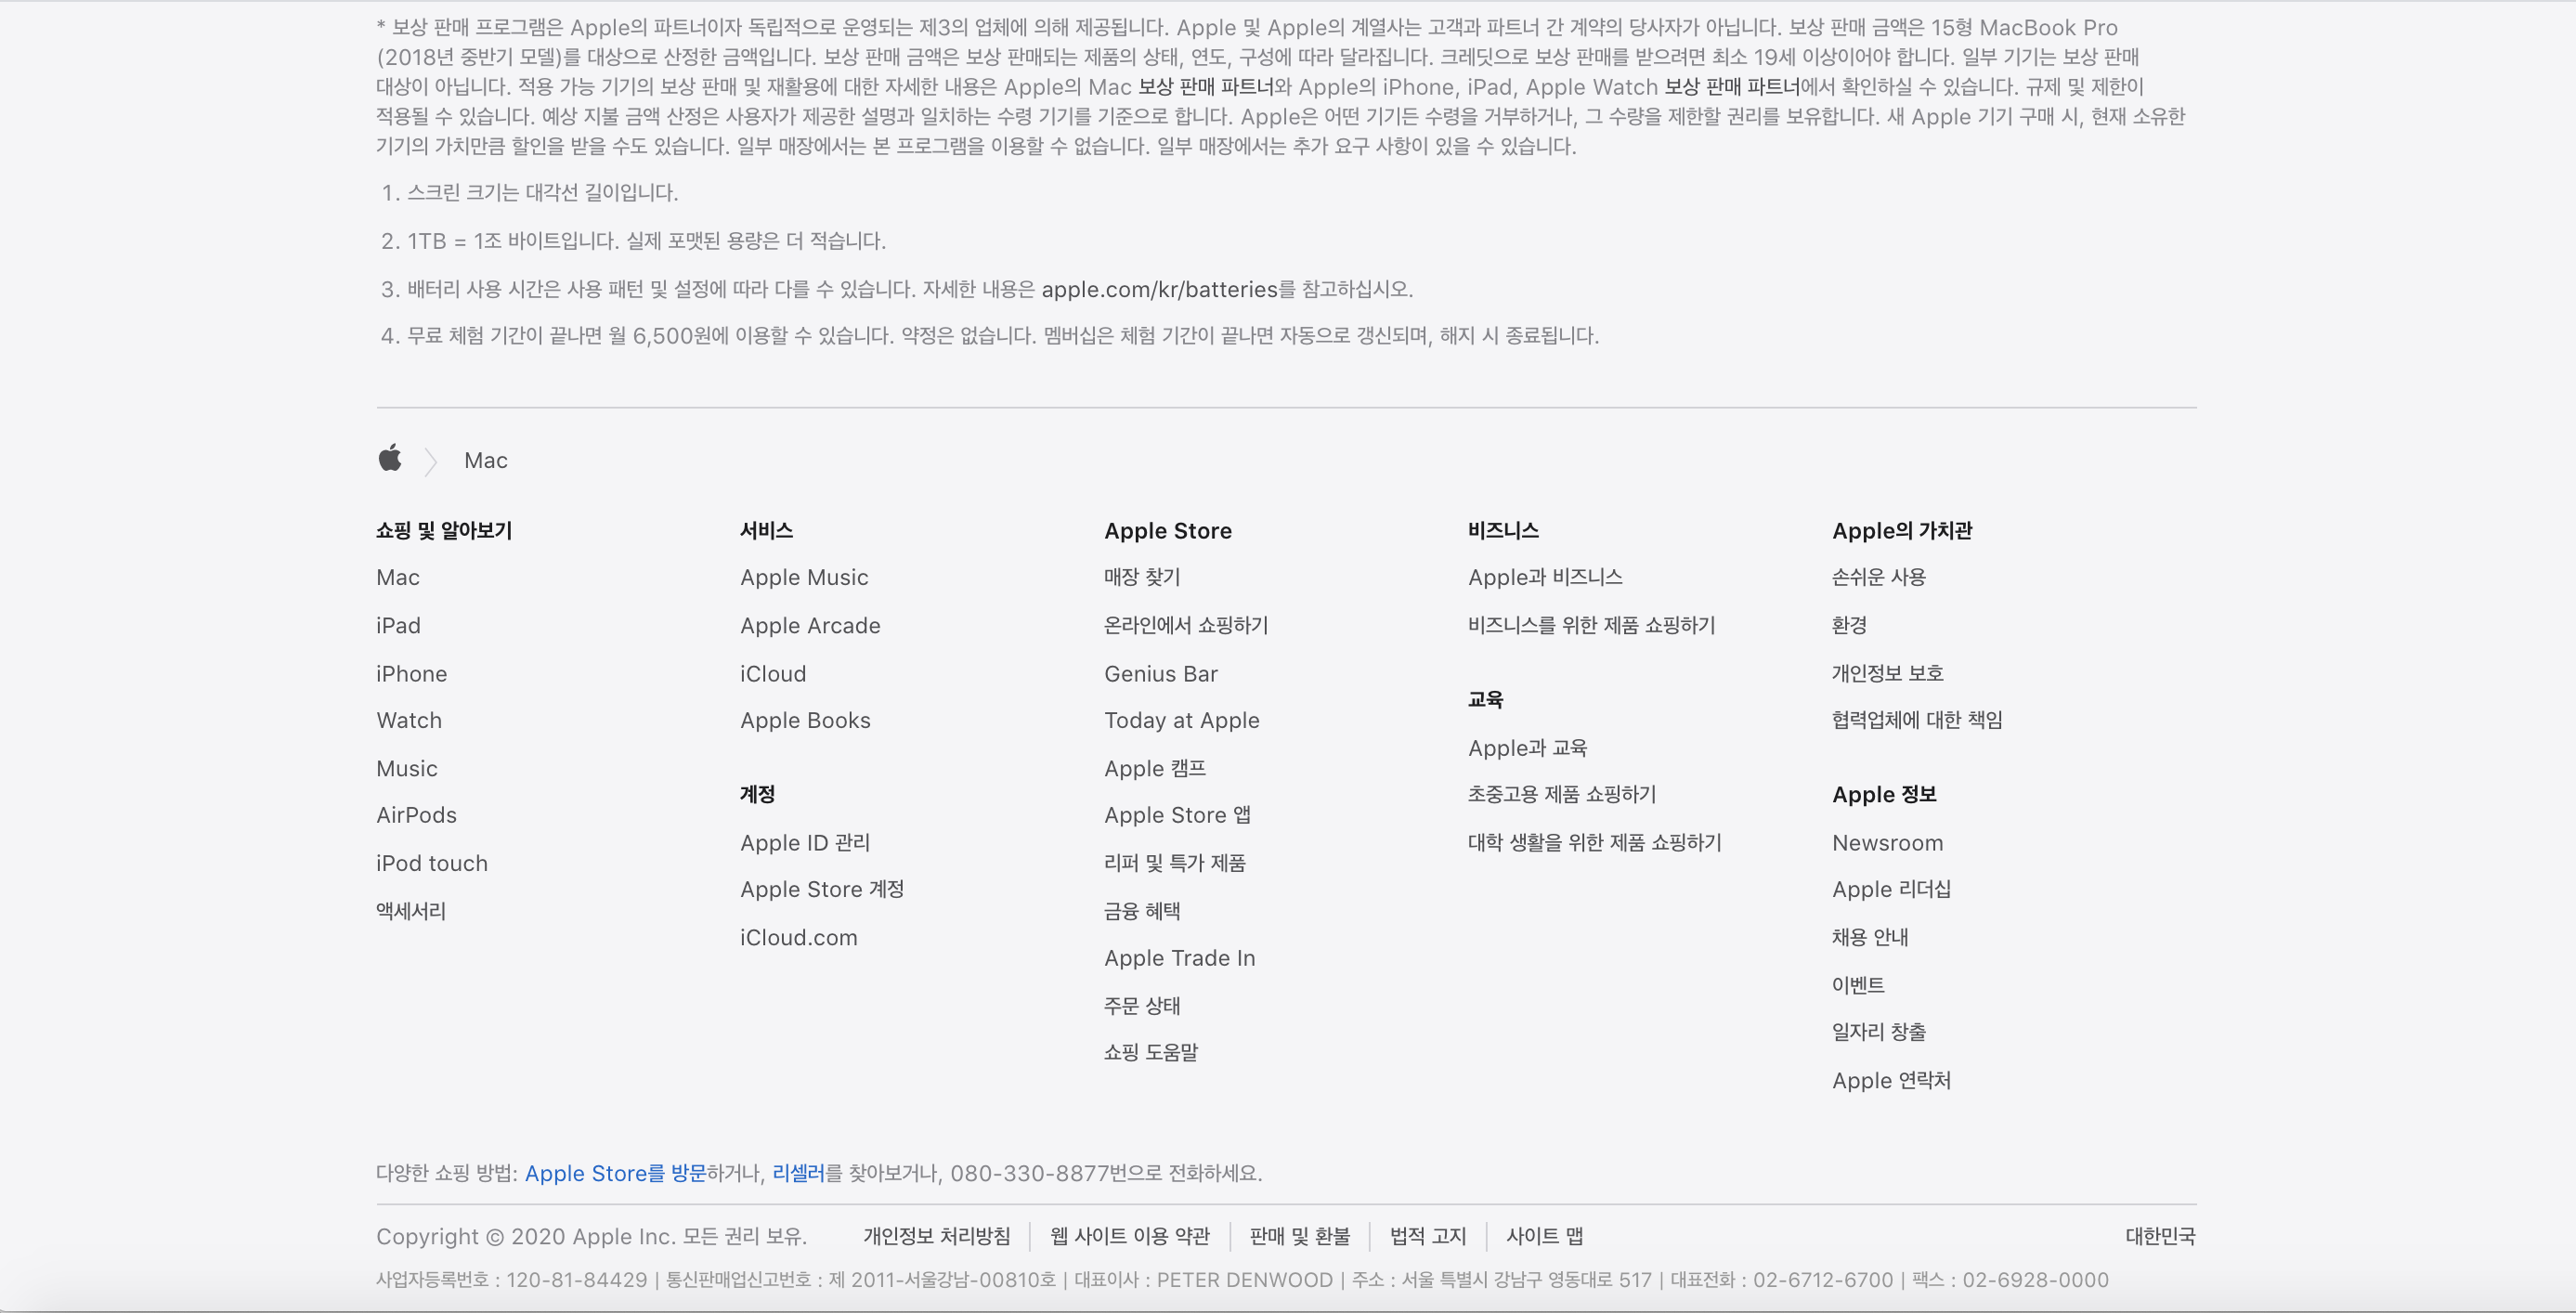 * 보상 판매 프로그램은 Apple의 파트너이자 독립적으로 운영되는 제3의 업체에 의해 제공됩니다. Apple 및 Apple의 계열사는 고객과 파트너 간 계약의 당사자가 아닙니다. 보상 판매 금액은 15형 MacBook Pro
(2018년 중반기 모델)를 대상으로 산정한 금액입니다. 보상 판매 금액은 보상 판매되는 제품의 상태, 연도, 구성에 따라 달라집니다. 크레딧으로 보상 판매를 받으려면 최소 19세 이상이어야 합니다. 일부 기기는 보상 판매
대상이 아닙니다. 적용 가능 기기의 보상 판매 및 재활용에 대한 자세한 내용은 Apple의 Mac 보상 판매 파트너와 Apple의 iPhone, iPad, Apple Watch 보상 판매 파트너에서 확인하실 수 있습니다. 규제 및 제한이
적용될 수 있습니다. 예상 지불 금액 산정은 사용자가 제공한 설명과 일치하는 수령 기기를 기준으로 합니다. Apple은 어떤 기기든 수령을 거부하거나, 그 수량을 제한할 권리를 보유합니다. 새 Apple 기기 구매 시, 현재 소유한
기기의 가치만큼 할인을 받을 수도 있습니다. 일부 매장에서는 본 프로그램을 이용할 수 없습니다. 일부 매장에서는 추가 요구 사항이 있을 수 있습니다.
1. 스크린 크기는 대각선 길이입니다.
2. 1TB = 1조 바이트입니다. 실제 포맷된 용량은 더 적습니다.
3. 배터리 사용 시간은 사용 패턴 및 설정에 따라 다를 수 있습니다. 자세한 내용은 apple.com/kr/batteries를 참고하십시오.
4. 무료 체험 기간이 끝나면 월 6,500원에 이용할 수 있습니다. 약정은 없습니다. 멤버십은 체험 기간이 끝나면 자동으로 갱신되며, 해지 시 종료됩니다.
Mac
쇼핑 및 알아보기
Mac
iPad
iPhone
Watch
Music
AirPods
iPod touch
액세서리
서비스
Apple Music
Apple Arcade
iCloud
Apple Books
계정
Apple ID 관리
Apple Store 계정
iCloud.com
Apple Store
매장 찾기
온라인에서 쇼핑하기
Genius Bar
Today at Apple
Apple 캠프
Apple Store 앱
리퍼 및 특가 제품
금융 혜택
Apple Trade In
주문 상태
쇼핑 도움말
비즈니스
Apple과 비즈니스
비즈니스를 위한 제품 쇼핑하기
교육
Apple과 교육
초중고용 제품 쇼핑하기
대학 생활을 위한 제품 쇼핑하기
Apple의 가치관
손쉬운 사용
환경
개인정보 보호
협력업체에 대한 책임
Apple 정보
Newsroom
Apple 리더십
채용 안내
이벤트
일자리 창출
Apple 연락처
다양한 쇼핑 방법: Apple Store를 방문하거나, 리셀러를 찾아보거나, 080-330-8877번으로 전화하세요.
Copyright © 2020 Apple Inc. 모든 권리 보유. 개인정보 처리방침 | 웹 사이트 이용 약관 | 판매 및 환불 | 법적 고지 | 사이트 맵 대한민국
사업자등록번호 : 120-81-84429 | 통신판매업신고번호 : 제 2011-서울강남-00810호 | 대표이사 : PETER DENWOOD | 주소 : 서울 특별시 강남구 영동대로 517 | 대표전화 : 02-6712-6700 | 팩스 : 02-6928-0000